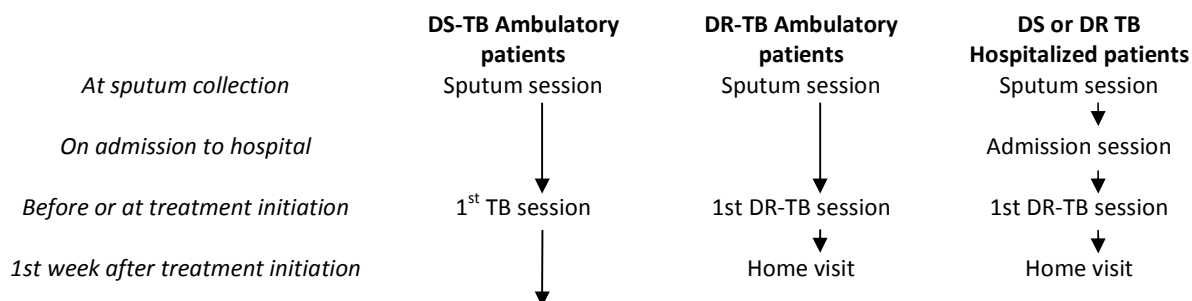 DS-TB Ambulatory patients DR-TB Ambulatory patients DS or DR TB Hospitalized patients
At sputum collection Sputum session Sputum session Sputum session
On admission to hospital Admission session
Before or at treatment initiation 1st TB session 1st DR-TB session 1st DR-TB session
1st week after treatment initiation Home visit Home visit